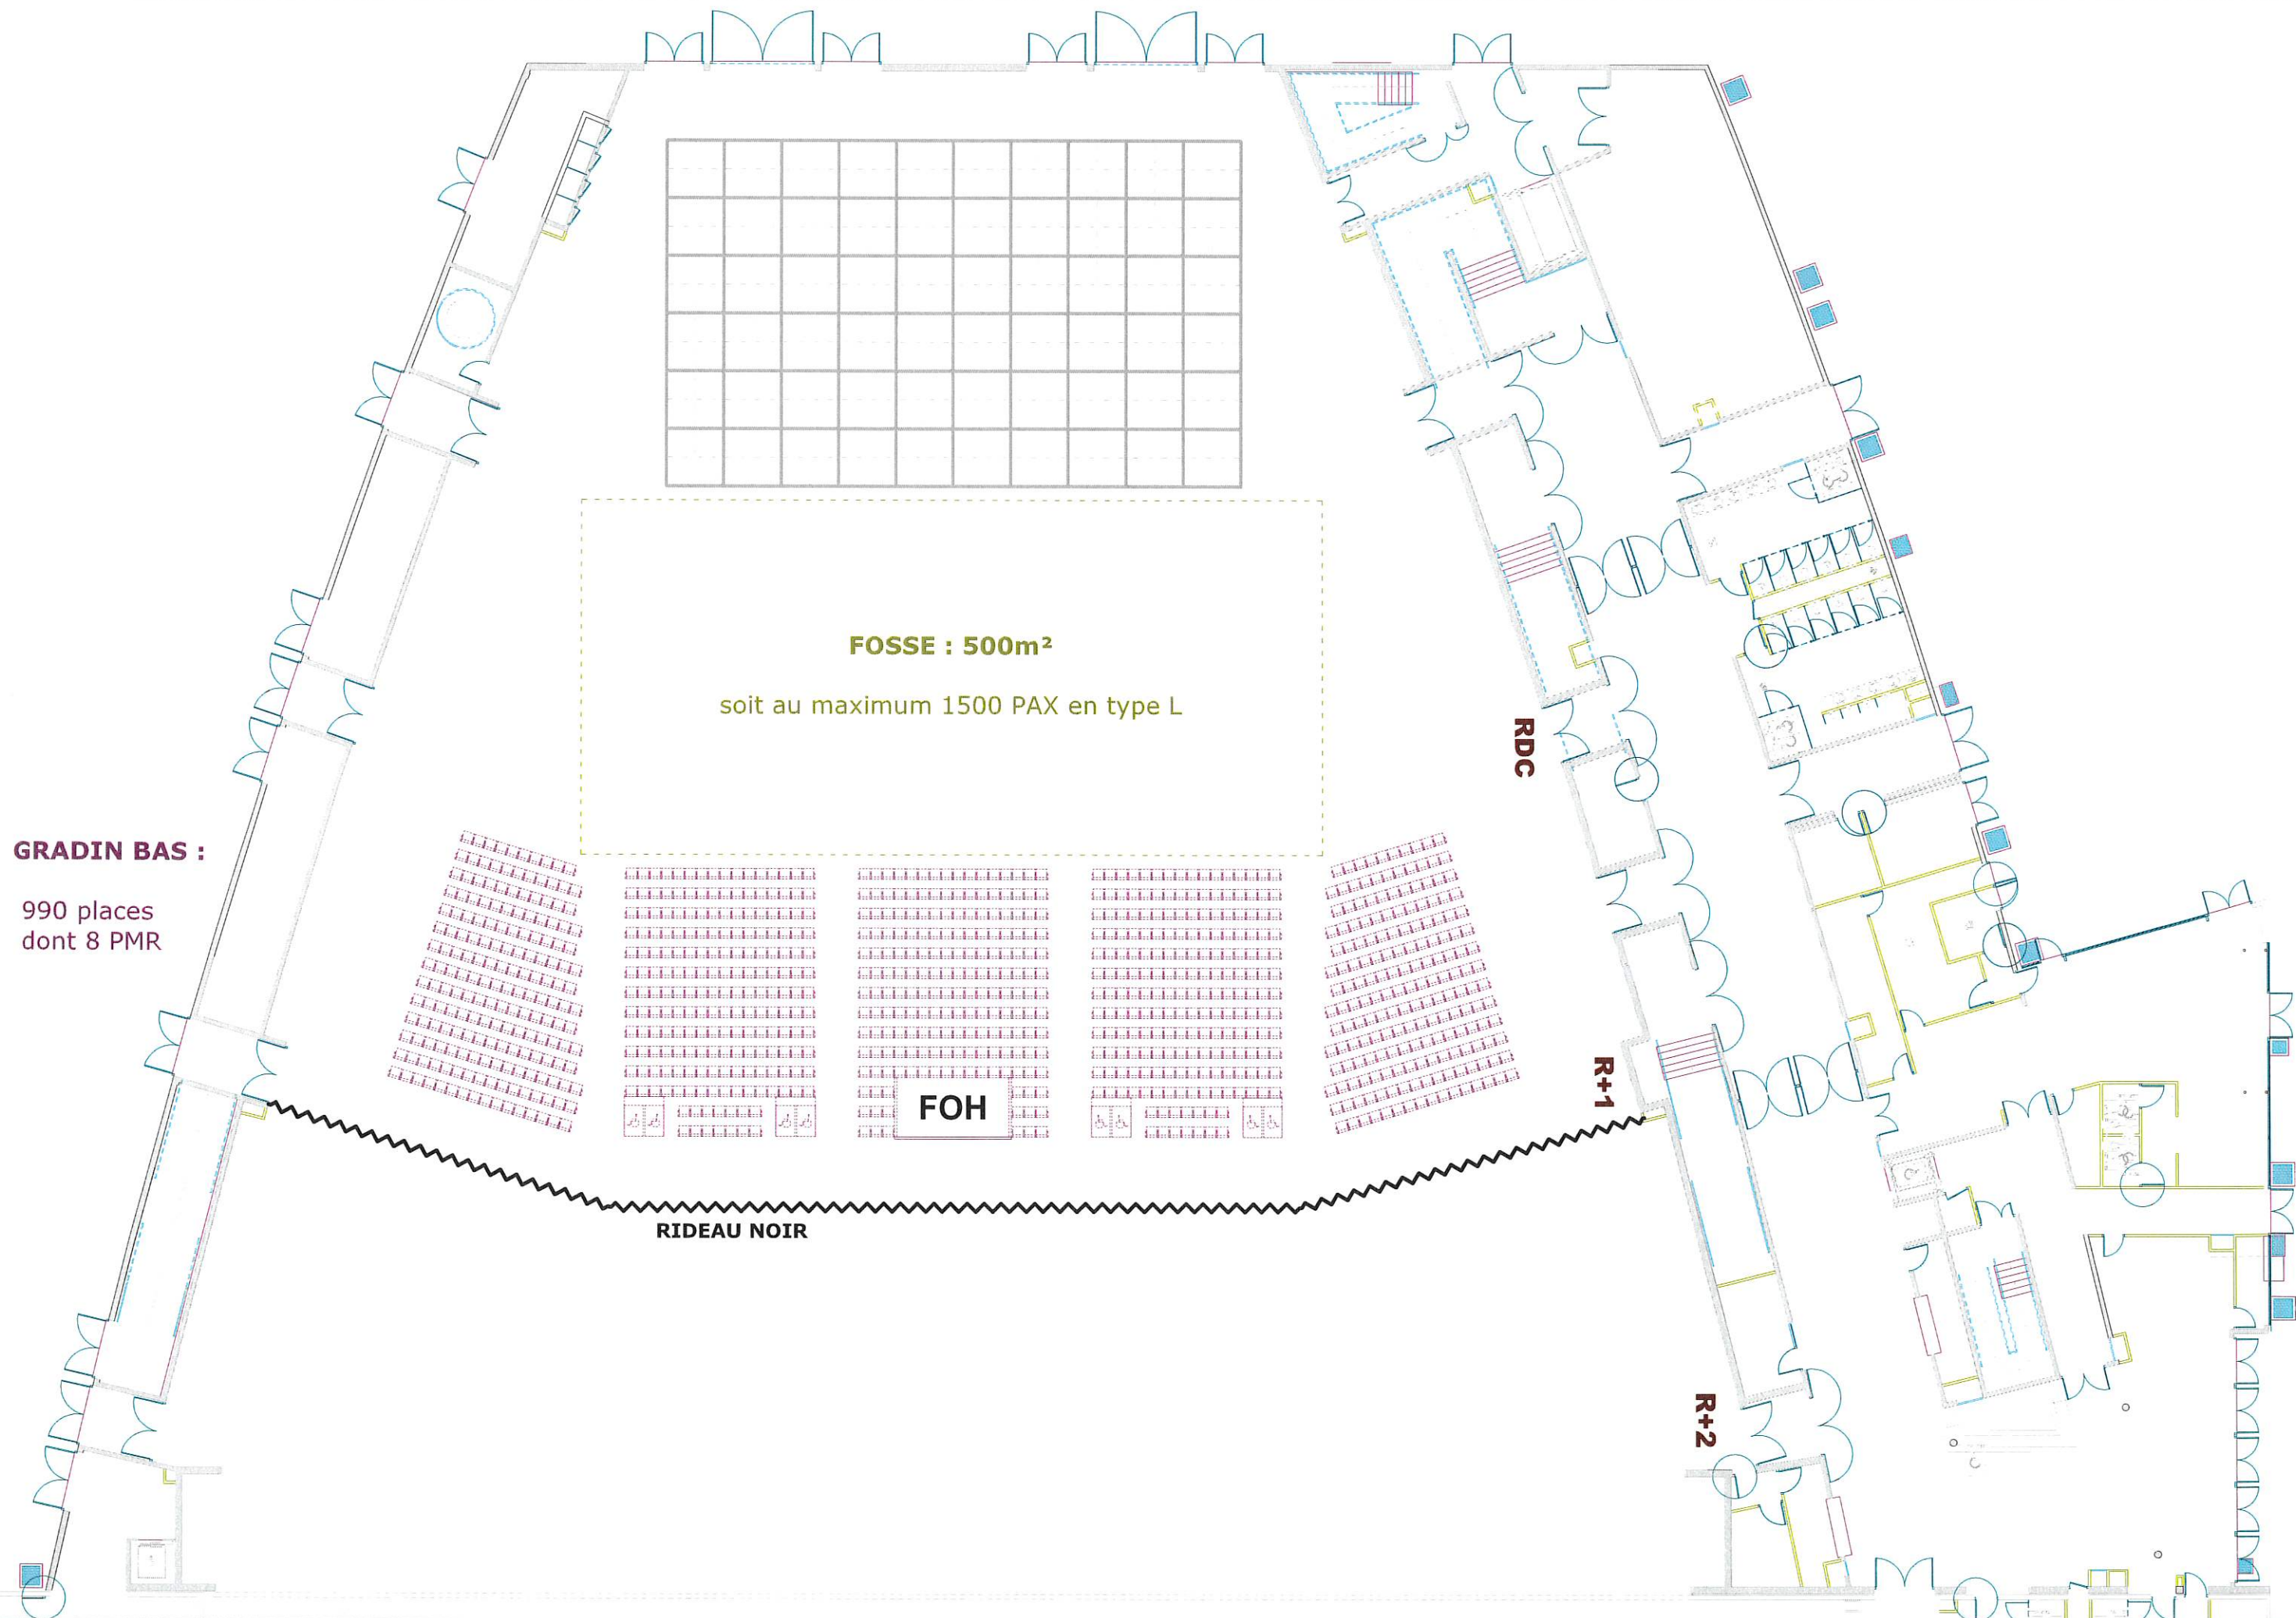 FOSSE : 500m²
soit au maximum 1500 PAX en type L
RDC
GRADIN BAS :
990 places
dont 8 PMR
R+1
FOH
RIDEAU NOIR
R+2